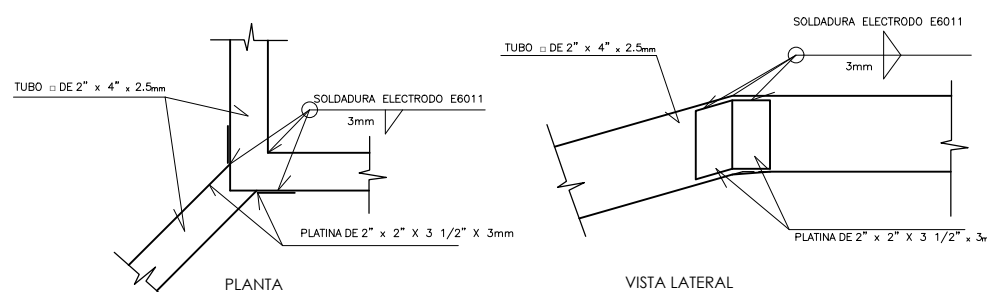 SOLDADURA ELECTRODO E6011
3mm
TUBO □ DE 2" x 4" x 2.5mm
TUBO □ DE 2" x 4" x 2.5mm
SOLDADURA ELECTRODO E6011
3mm
PLATINA DE 2" x 2" X 3 1/2" X 3mm
PLATINA DE 2" x 2" X 3 1/2" x 3m
PLANTA
VISTA LATERAL